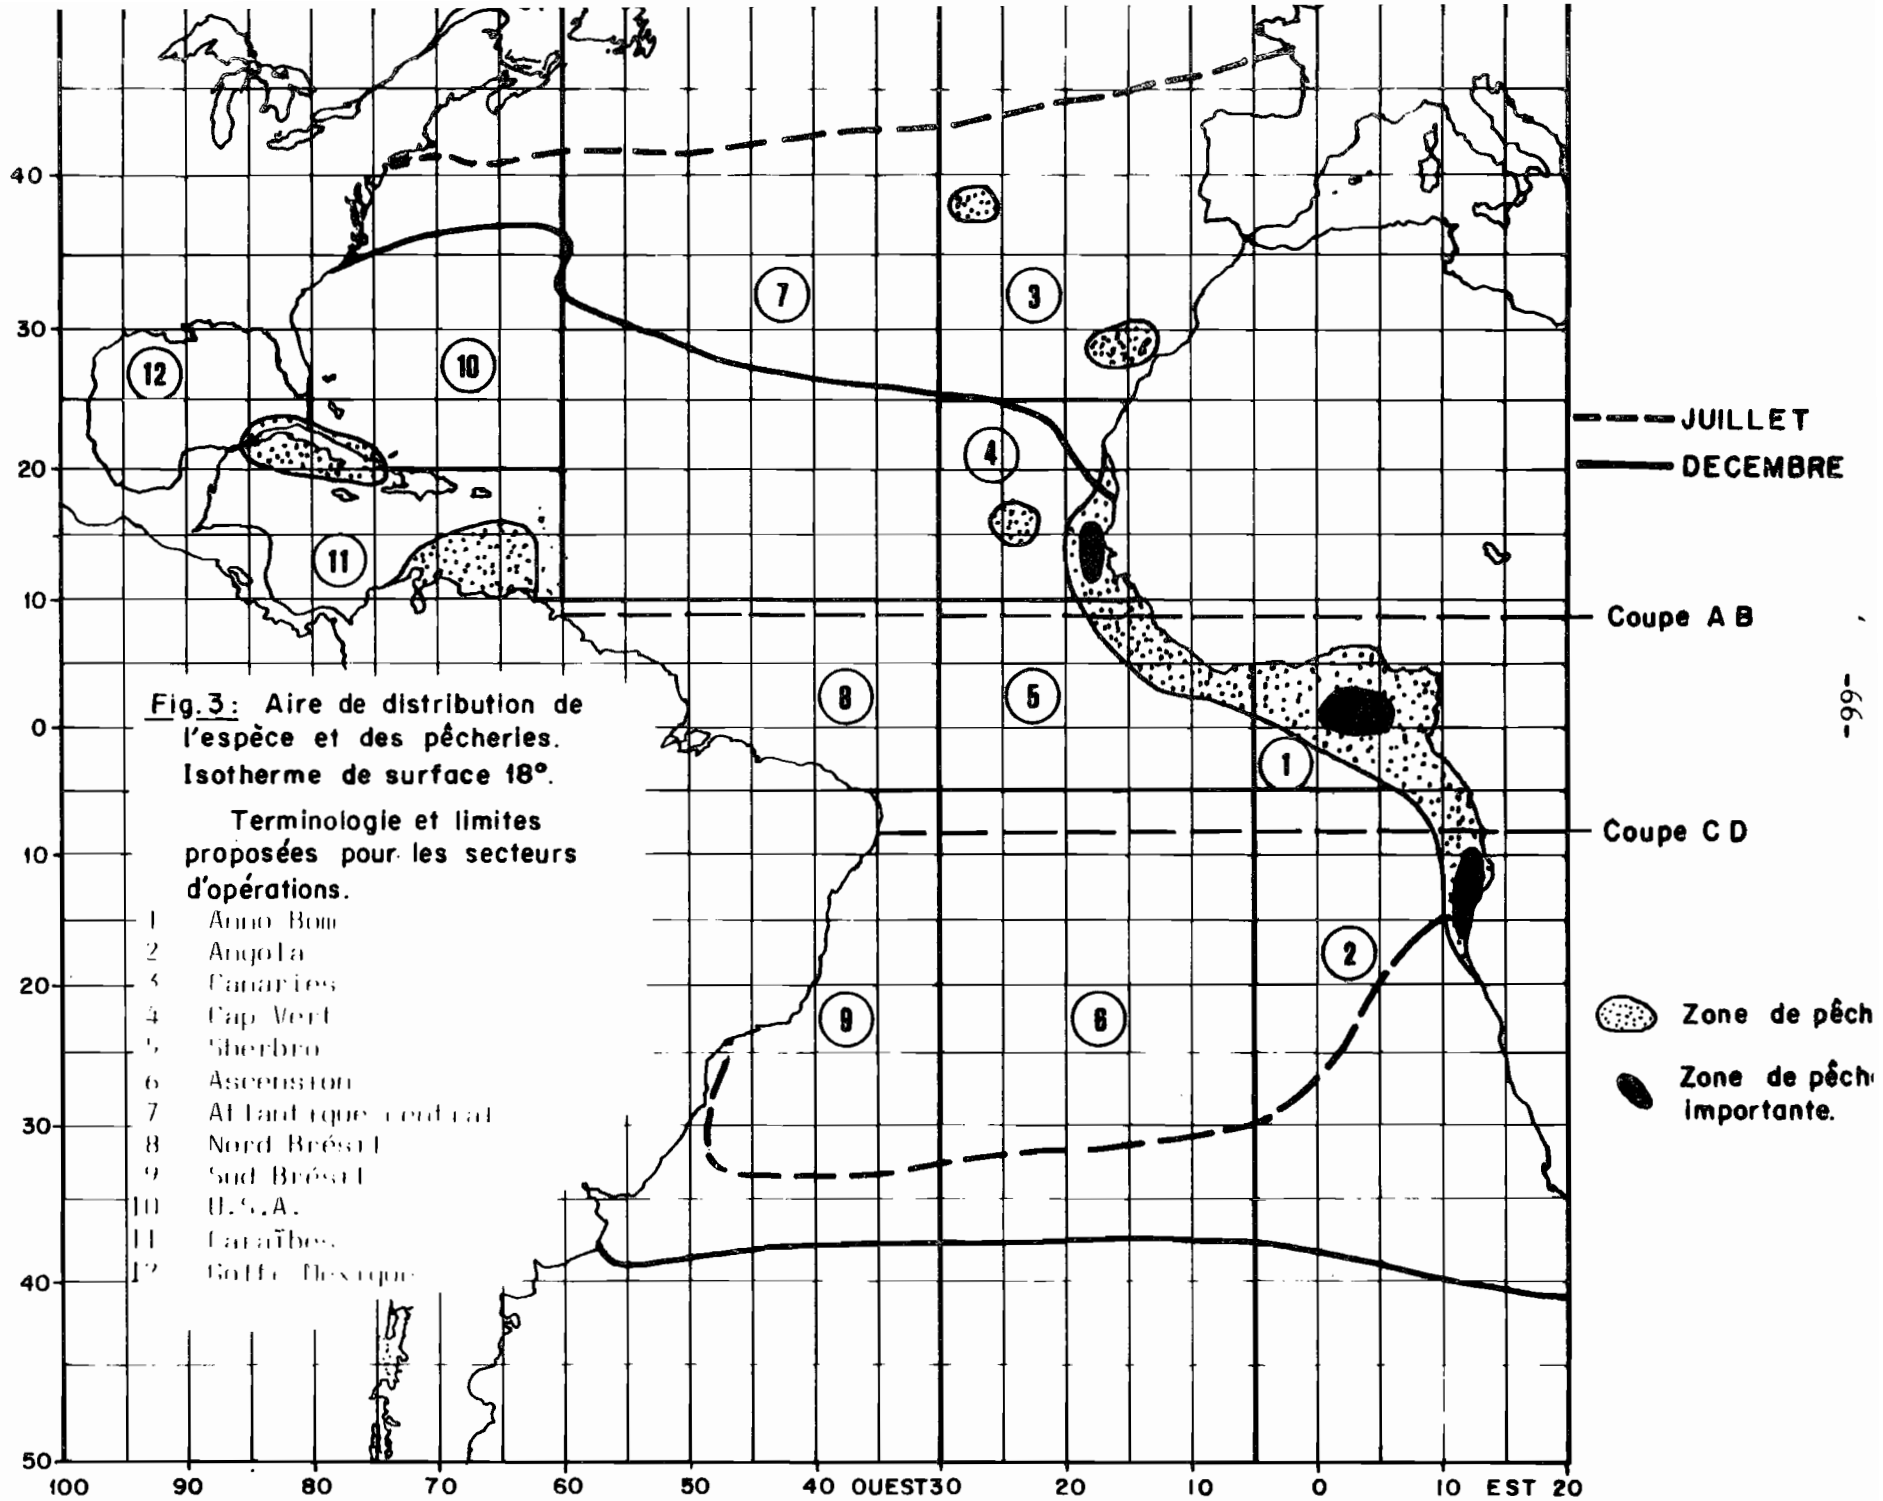 40
30
20
10
0
10
20
30
40
50
100 90 80 70 60 50 40 OUEST 30 20 10 0 10 EST 20
7
3
12
10
4
11
8
5
1
2
9
6
JUILLET
DECEMBRE
Coupe A B
Coupe C D
Zone de pêch
Zone de pêch
importante.
-66-
Fig. 3 : Aire de distribution de
l'espèce et des pêcheries.
Isotherme de surface 18°.
Terminologie et limites
proposées pour les secteurs
d'opérations.
1 Anno Bom
2 Angola
3 Canaries
4 Cap Vert
5 Sherbro
6 Ascension
7 Atlantique central
8 Nord Brésil
9 Sud Brésil
10 U.S.A.
11 Caraïbes
12 Golfe Mexique